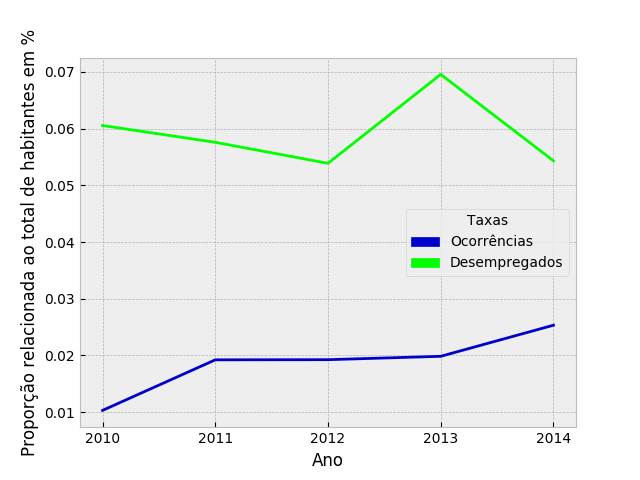 Proporção relacionada ao total de habitantes em %
0.07
0.06
0.05
0.04
0.03
0.02
0.01
Taxas
Ocorrências
Desempregados
2010 2011 2012 2013 2014
Ano